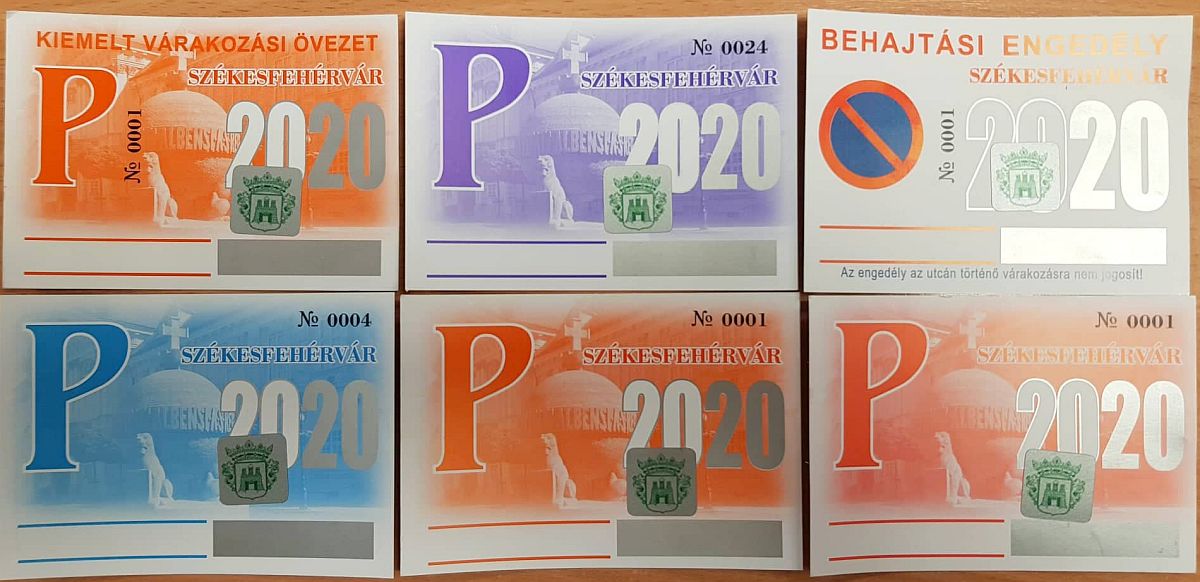 KIEMELT VÁRAKOZÁSI ÖVEZET
P
SZÉKESFEHÉRVÁR
№ 0001
2020
ALBENSFASRE
P
№ 0024
SZÉKESFEHÉRVÁR
2020
BEHAJTÁSI ENGEDÉLY
SZÉKESFEHÉRVÁR
№ 0001
2020
Az engedély az utcán történő várakozásra nem jogosít!
P
№ 0004
SZÉKESFEHÉRVÁR
2020
P
№ 0001
SZÉKESFEHÉRVÁR
2020
P
№ 0001
SZÉKESFEHÉRVÁR
2020